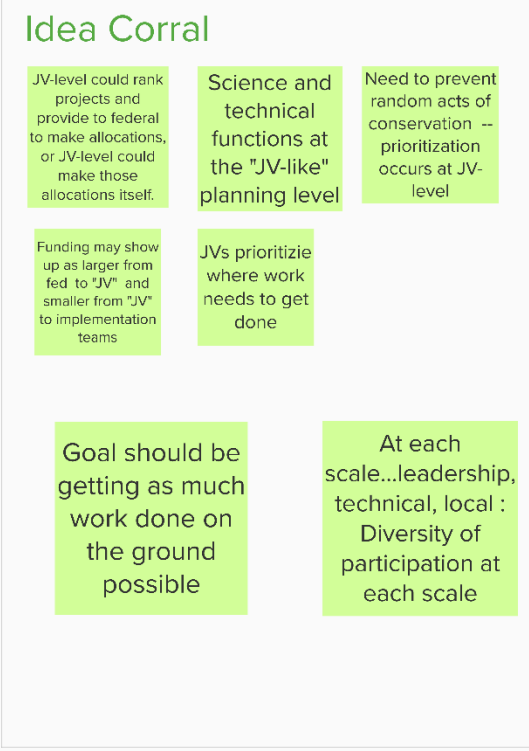 Idea Corral
JV-level could rank
projects and
provide to federal
to make allocations,
or JV-level could
make those
allocations itself.
Science and
technical
functions at
the "JV-like"
planning level
Need to prevent
random acts of
conservation --
prioritization
occurs at JV-
level
Funding may show
up as larger from
fed to "JV" and
smaller from "JV"
to implementation
teams
JVs prioritizie
where work
needs to get
done
Goal should be
getting as much
work done on
the ground
possible
At each
scale...leadership,
technical, local :
Diversity of
participation at
each scale